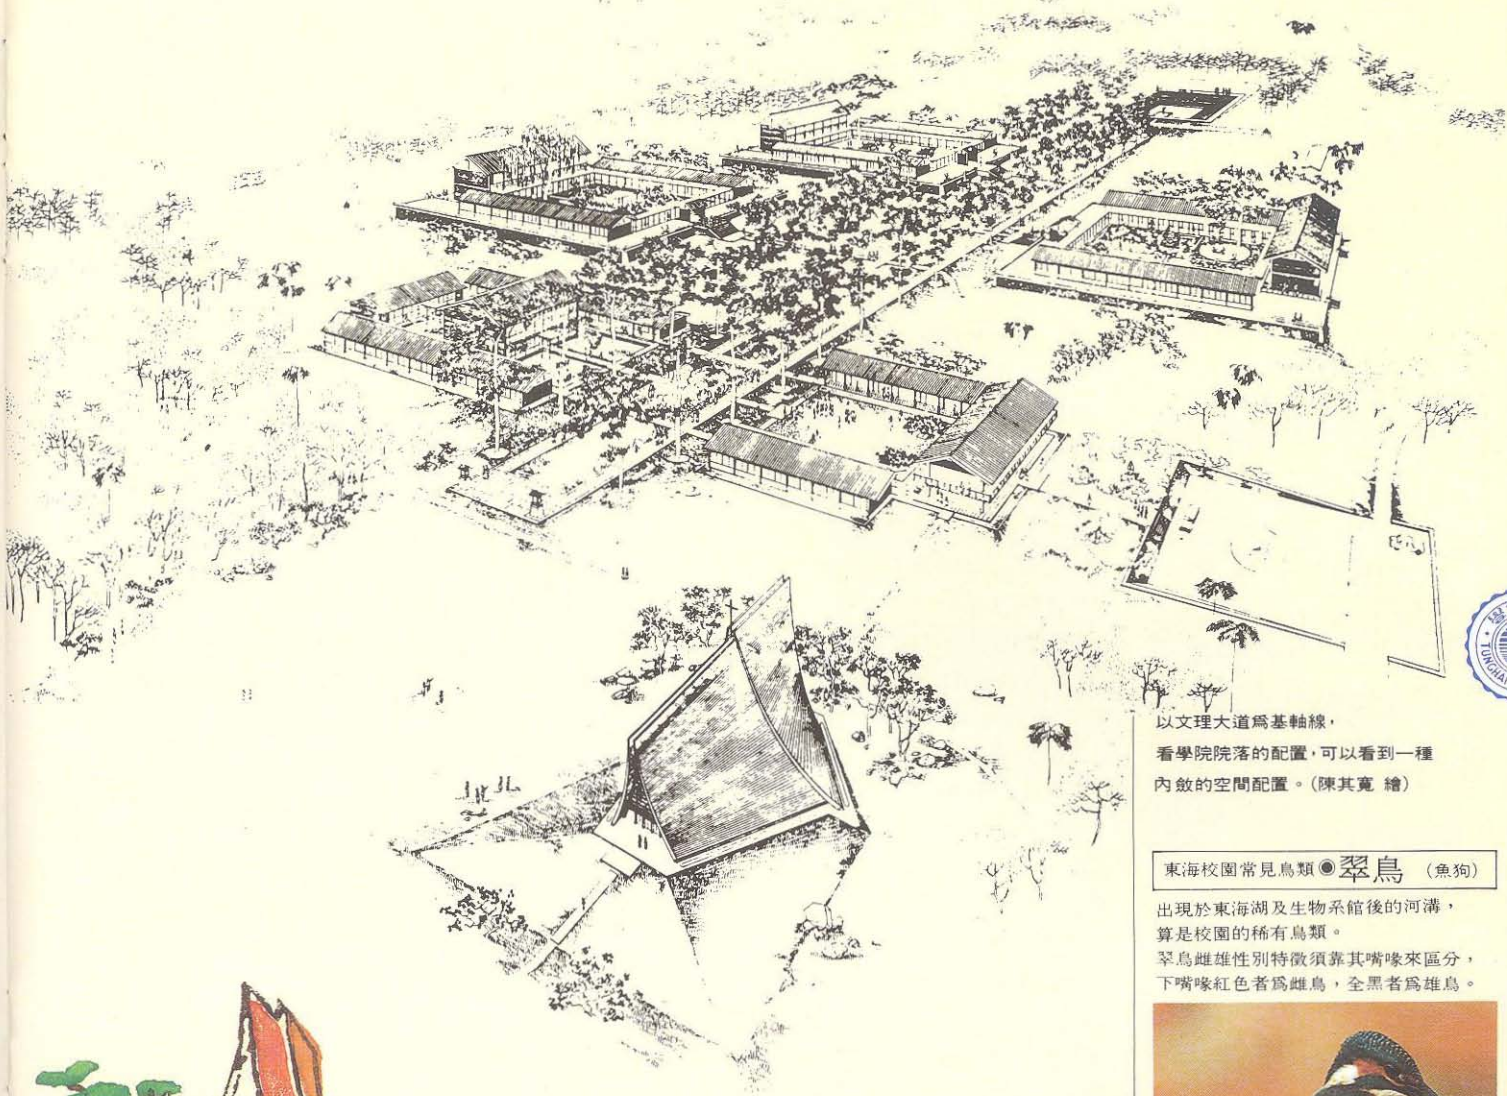 以文理大道爲基軸線，
看學院院落的配置，可以看到一種
內斂的空間配置。（陳其寬 繪）
東海校園常見鳥類◉翠鳥 （魚狗）
出現於東海湖及生物系館後的河溝，
算是校園的稀有鳥類。
翠鳥雌雄性別特徵須靠其嘴喙來區分，
下嘴喙紅色者爲雌鳥，全黑者爲雄鳥。